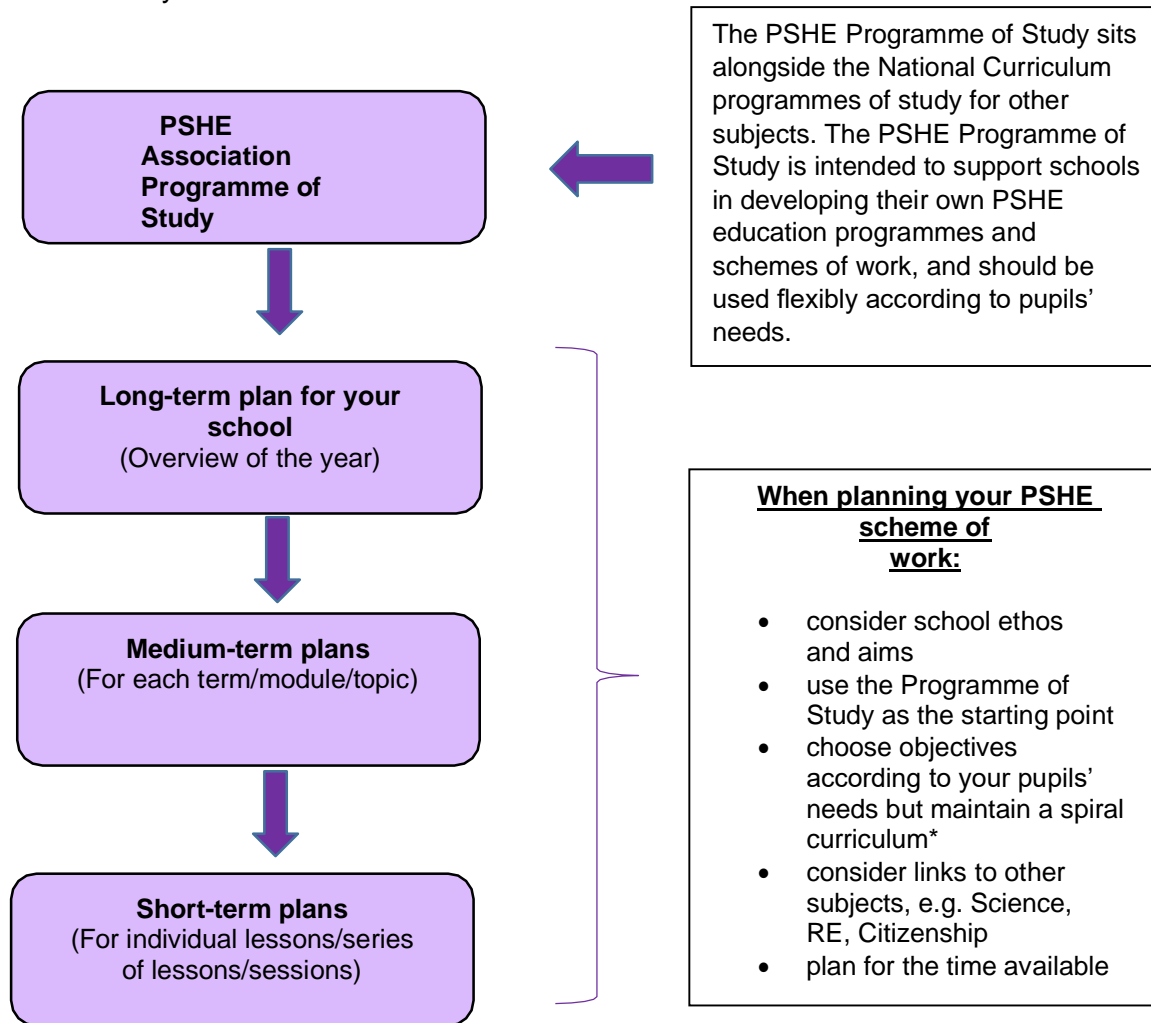 PSHE
Association
Programme of
Study
The PSHE Programme of Study sits
alongside the National Curriculum
programmes of study for other
subjects. The PSHE Programme of
Study is intended to support schools
in developing their own PSHE
education programmes and
schemes of work, and should be
used flexibly according to pupils’
needs.
Long-term plan for your
school
(Overview of the year)
Medium-term plans
(For each term/module/topic)
Short-term plans
(For individual lessons/series
of lessons/sessions)
When planning your PSHE
scheme of
work:
• consider school ethos
and aims
• use the Programme of
Study as the starting point
• choose objectives
according to your pupils’
needs but maintain a spiral
curriculum*
• consider links to other
subjects, e.g. Science,
RE, Citizenship
• plan for the time available